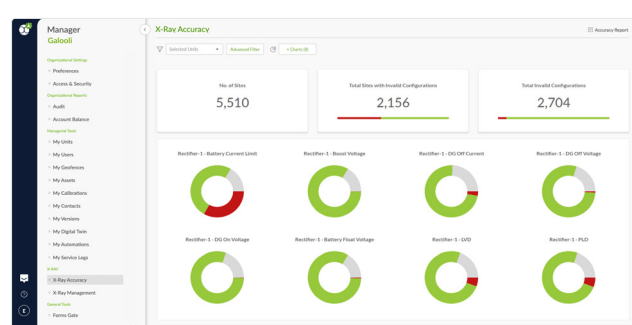 Manager
Galooli
Organizational Settings
Preferences
Access & Security
Organizational Reports
Audit
Account Balance
Managerial Tools
My Units
My Users
My Geofences
My Assets
My Calibrations
My Contacts
My Versions
My Digital Twin
My Automations
My Service Logs
X-RAY
X-Ray Accuracy
X-Ray Management
General Tools
Forms Gate
E
X-Ray Accuracy
Accuracy Report
Selected Units
Advanced Filter
+ Charts (8)
No. of Sites
5,510
Total Sites with Invalid Configurations
2,156
Total Invalid Configurations
2,704
Rectifier-1 - Battery Current Limit
Rectifier-1 - Boost Voltage
Rectifier-1 - DG Off Current
Rectifier-1 - DG Off Voltage
Rectifier-1 - DG On Voltage
Rectifier-1 - Battery Float Voltage
Rectifier-1 - LVD
Rectifier-1 - PLD